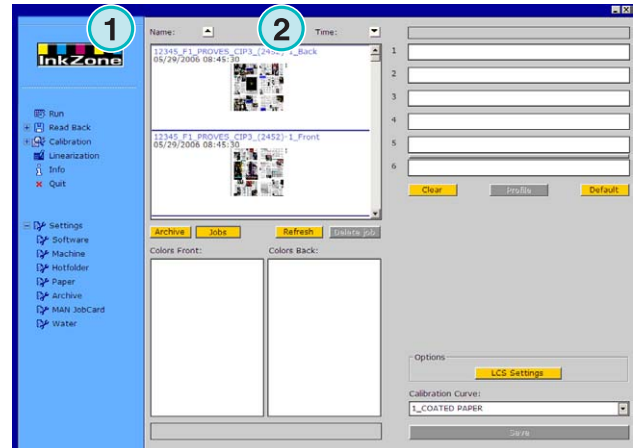 1
2
InkZone
Run
Read Back
Calibration
Linearization
Info
Quit
Settings
Software
Machine
Hotfolder
Paper
Archive
MAN JobCard
Water
Name:
Time:
12345_F1_PROVES_CIP3_(2452)-1_Back
05/29/2006 08:45:30
12345_F1_PROVES_CIP3_(2452)-1_Front
05/29/2006 08:45:30
Archive
Jobs
Refresh
Delete job
Colors Front:
Colors Back:
1
2
3
4
5
6
Clear
Profile
Default
Options
LCS Settings
Calibration Curve:
1_COATED PAPER
Save